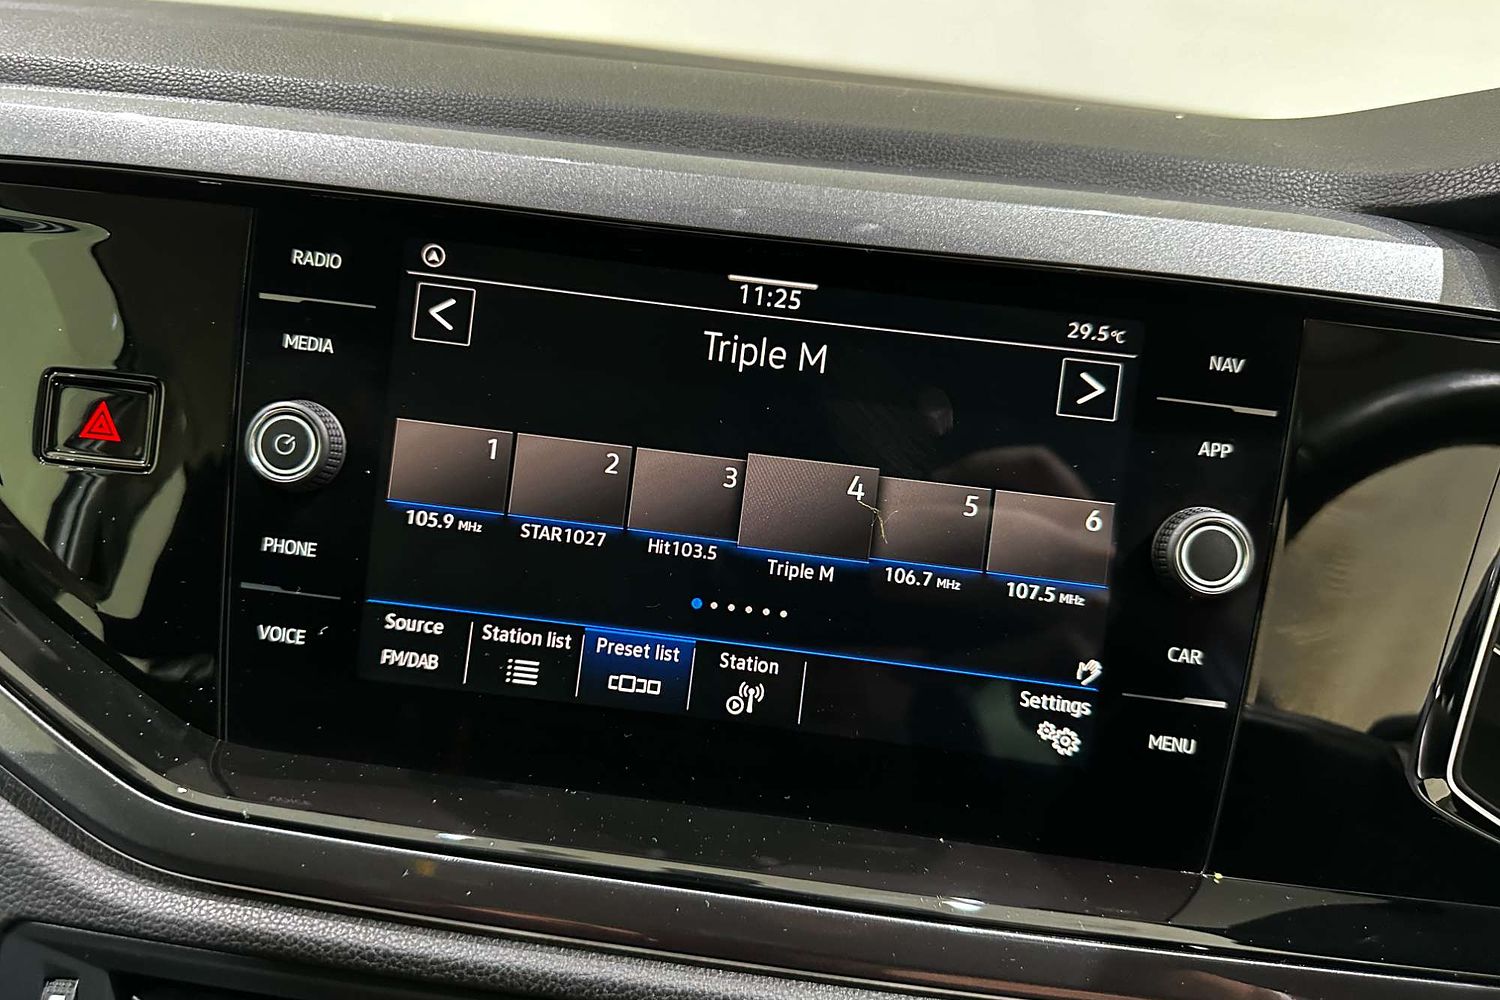 RADIO
MEDIA
PHONE
VOICE
11:25
29.5°C
<
Triple M
>
1
2
3
4
5
6
105.9 MHz
STAR1027
Hit103.5
Triple M
106.7 MHz
107.5 MHz
Source
FM/DAB
Station list
Preset list
Station
Settings
NAV
APP
CAR
MENU